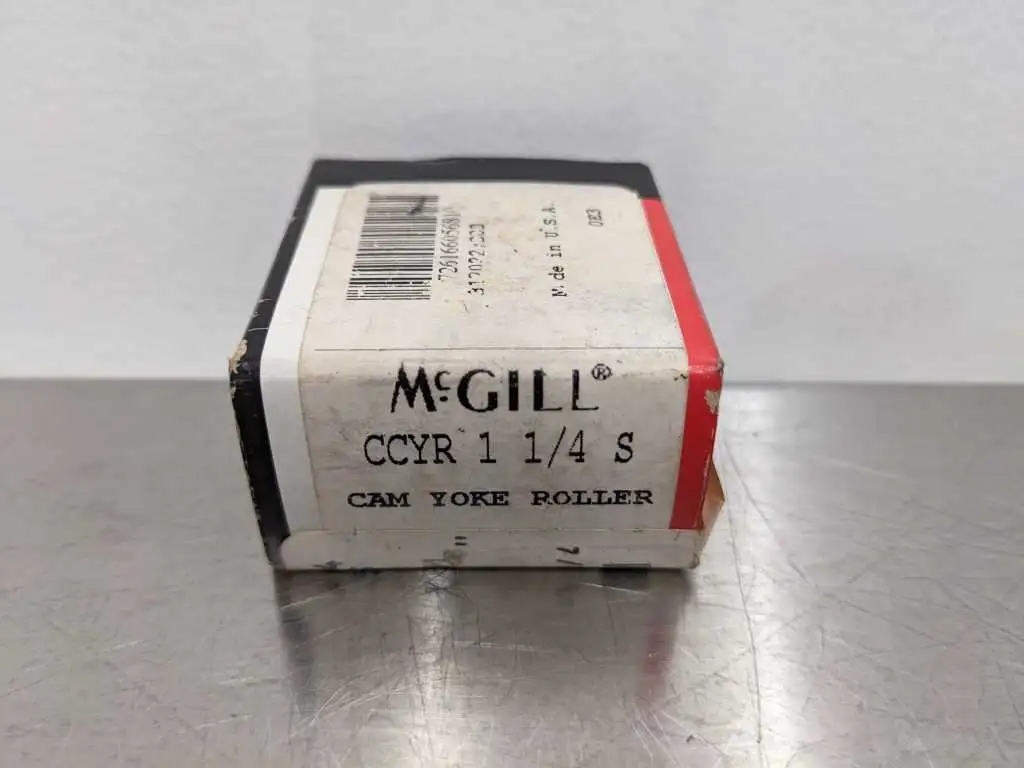 Made in U.S.A.
McGILL®
CCYR 1 1/4 S
CAM YOKE ROLLER